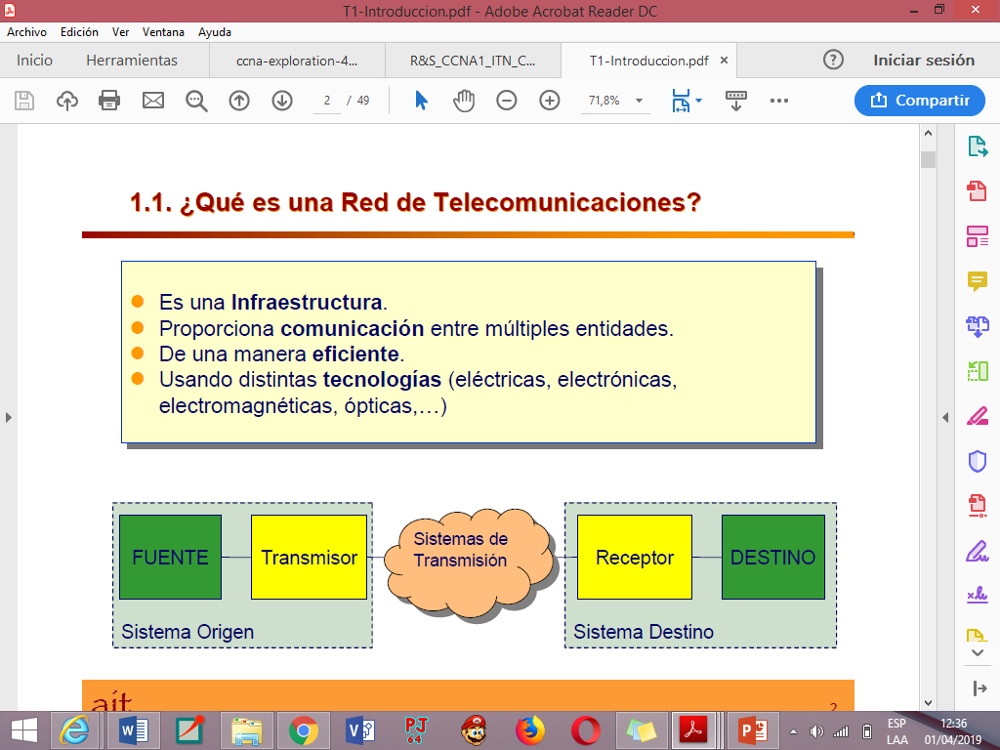 T1-Introduccion.pdf - Adobe Acrobat Reader DC
Archivo Edición Ver Ventana Ayuda
Inicio Herramientas ccna-exploration-4... R&S_CCNA1_ITN_C... T1-Introduccion.pdf × ? Iniciar sesión
2 / 49 71,8% Compartir
1.1. ¿Qué es una Red de Telecomunicaciones?
Es una Infraestructura.
Proporciona comunicación entre múltiples entidades.
De una manera eficiente.
Usando distintas tecnologías (eléctricas, electrónicas,
electromagnéticas, ópticas,…)
Sistemas de
Transmisión
FUENTE Transmisor Receptor DESTINO
Sistema Origen Sistema Destino
ait 2
PJ
64
ESP 12:36
LAA 01/04/2019